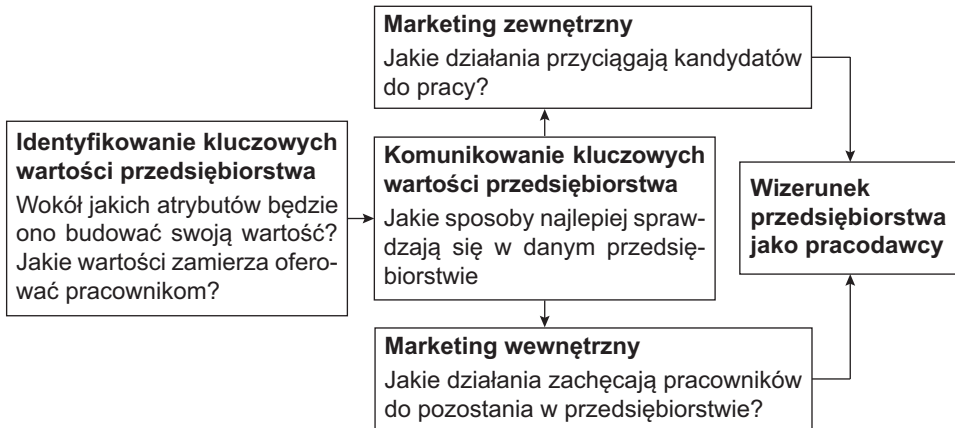 Marketing zewnętrzny
Jakie działania przyciągają kandydatów
do pracy?
Identyfikowanie kluczowych
wartości przedsiębiorstwa
Wokół jakich atrybutów będzie
ono budować swoją wartość?
Jakie wartości zamierza ofero-
wać pracownikom?
Komunikowanie kluczowych
wartości przedsiębiorstwa
Jakie sposoby najlepiej spraw-
dzają się w danym przedsię-
biorstwie
Wizerunek
przedsiębiorstwa
jako pracodawcy
Marketing wewnętrzny
Jakie działania zachęcają pracowników
do pozostania w przedsiębiorstwie?